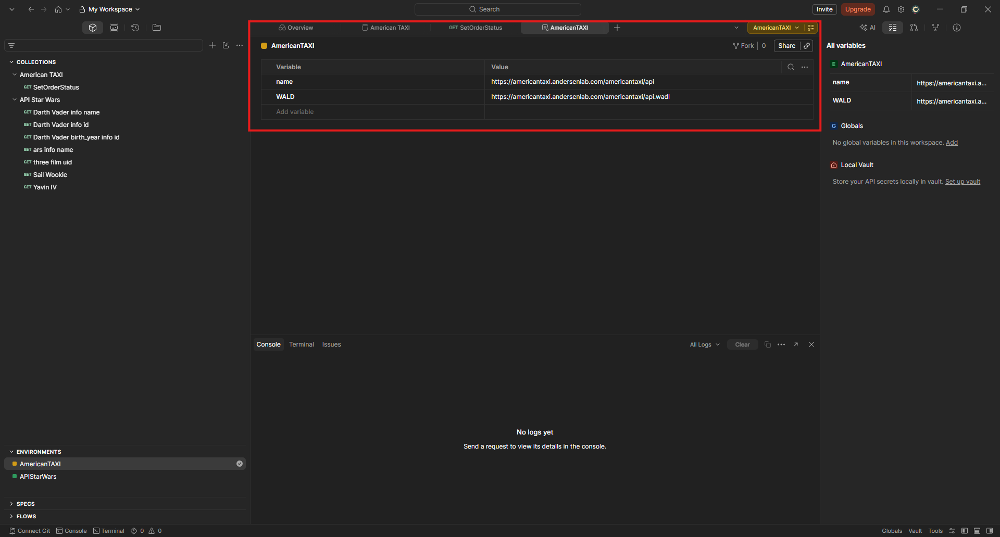 My Workspace
Search
Invite
Upgrade
Overview
American TAXI
GET SetOrderStatus
AmericanTAXI
AmericanTAXI
AI
AmericanTAXI
Fork 0
Share
All variables
COLLECTIONS
American TAXI
GET SetOrderStatus
API Star Wars
GET Darth Vader info name
GET Darth Vader info id
GET Darth Vader birth_year info id
GET ars info name
GET three film uid
GET Sail Wookie
GET Yavin IV
Variable Value
name https://americantaxi.andersenlab.com/americantaxi/api
WALD https://americantaxi.andersenlab.com/americantaxi/api.wadl
Add variable
E AmericanTAXI
name https://americantaxi.a...
WALD https://americantaxi.a...
G Globals
No global variables in this workspace. Add
Local Vault
Store your API secrets locally in vault. Set up vault
Console Terminal Issues
All Logs Clear
No logs yet
Send a request to view its details in the console.
ENVIRONMENTS
AmericanTAXI
APIStarWars
SPECS
FLOWS
Connect Git Console Terminal 0 0
Globals Vault Tools